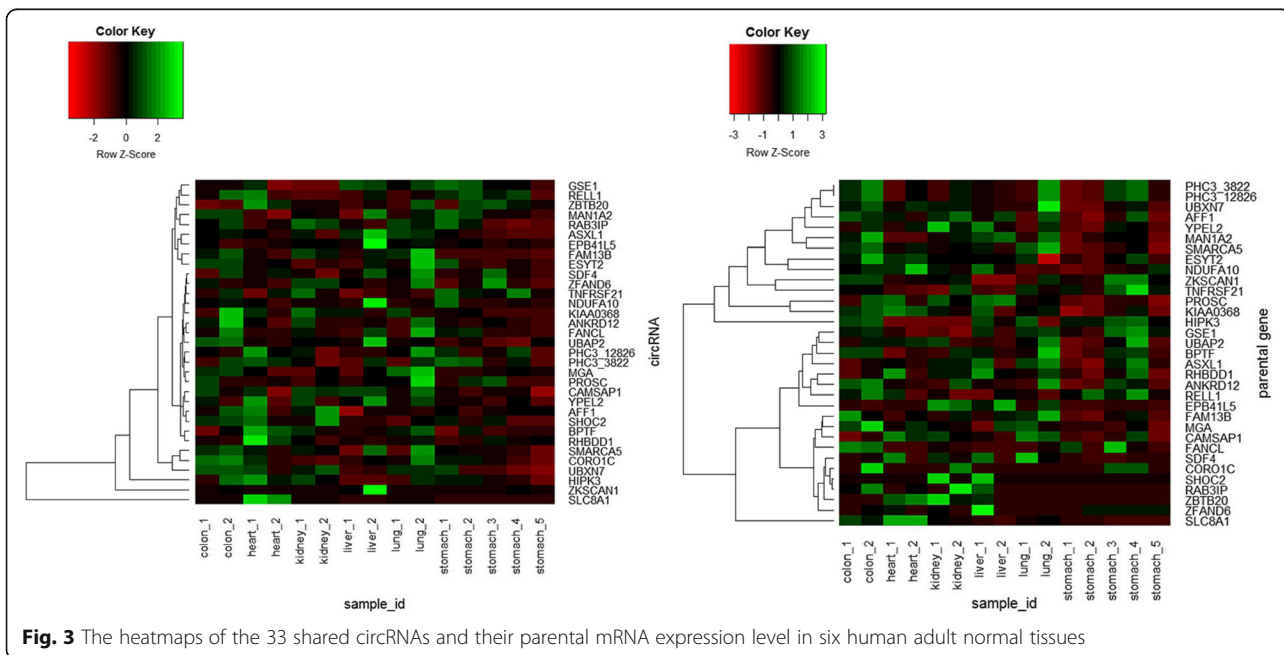 Color Key
-2 0 2
Row Z-Score
GSE1
RELL1
ZBTB20
MAN1A2
RAB3IP
ASXL1
EPB41L5
FAM13B
ESYT2
SDF4
ZFAND6
TNFRSF21
NDUFA10
KIAA0368
ANKRD12
FANCL
UBAP2
PHC3_12826
PHC3_3822
MGA
PROSC
CAMSAP1
YPEL2
AFF1
SHOC2
BPTF
RHBDD1
SMARCA5
CORO1C
UBXN7
HIPK3
ZKSCAN1
SLC8A1
circRNA
colon_1
colon_2
heart_1
heart_2
kidney_1
kidney_2
liver_1
liver_2
lung_1
lung_2
stomach_1
stomach_2
stomach_3
stomach_4
stomach_5
sample_id
Color Key
-3 -1 1 3
Row Z-Score
PHC3_3822
PHC3_12826
UBXN7
AFF1
YPEL2
MAN1A2
SMARCA5
ESYT2
NDUFA10
ZKSCAN1
TNFRSF21
PROSC
KIAA0368
HIPK3
GSE1
UBAP2
BPTF
ASXL1
RHBDD1
ANKRD12
RELL1
EPB41L5
FAM13B
MGA
CAMSAP1
FANCL
SDF4
CORO1C
SHOC2
RAB3IP
ZBTB20
ZFAND6
SLC8A1
parental gene
colon_1
colon_2
heart_1
heart_2
kidney_1
kidney_2
liver_1
liver_2
lung_1
lung_2
stomach_1
stomach_2
stomach_3
stomach_4
stomach_5
sample_id
Fig. 3 The heatmaps of the 33 shared circRNAs and their parental mRNA expression level in six human adult normal tissues